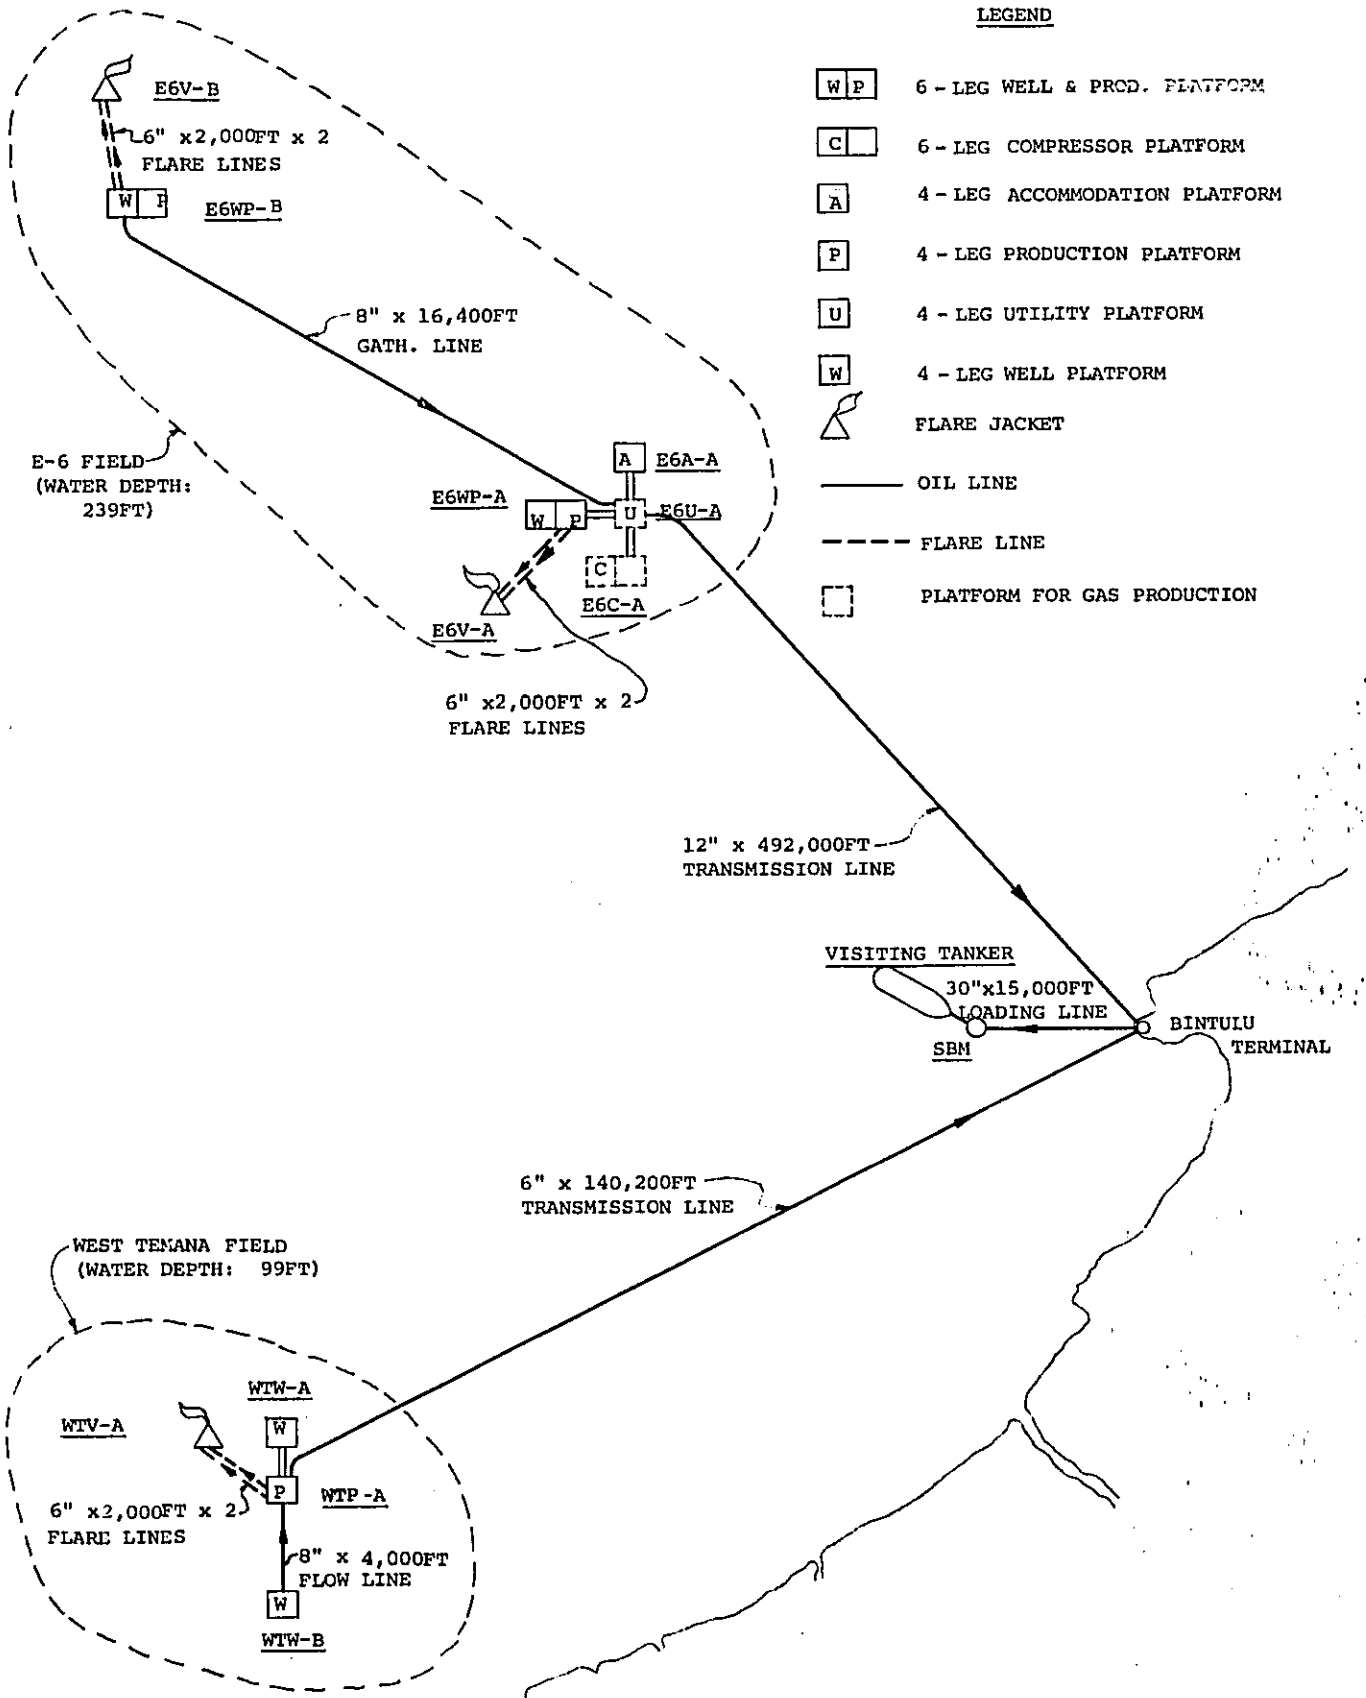 LEGEND
W P 6-LEG WELL & PROD. PLATFORM
C 6-LEG COMPRESSOR PLATFORM
A 4-LEG ACCOMMODATION PLATFORM
P 4-LEG PRODUCTION PLATFORM
U 4-LEG UTILITY PLATFORM
W 4-LEG WELL PLATFORM
FLARE JACKET
OIL LINE
FLARE LINE
PLATFORM FOR GAS PRODUCTION
E6V-B
6" x2,000FT x 2
FLARE LINES
W P
E6WP-B
8" x 16,400FT
GATH. LINE
E-6 FIELD
(WATER DEPTH:
239FT)
A
E6A-A
E6WP-A
W P
U
E6U-A
C
E6C-A
E6V-A
6" x2,000FT x 2
FLARE LINES
12" x 492,000FT
TRANSMISSION LINE
VISITING TANKER
30"x15,000FT
LOADING LINE
SBM
BINTULU
TERMINAL
6" x 140,200FT
TRANSMISSION LINE
WEST TEMANA FIELD
(WATER DEPTH: 99FT)
WTW-A
W
WTV-A
P
WTP-A
6" x2,000FT x 2
FLARE LINES
8" x 4,000FT
FLOW LINE
W
WTW-B